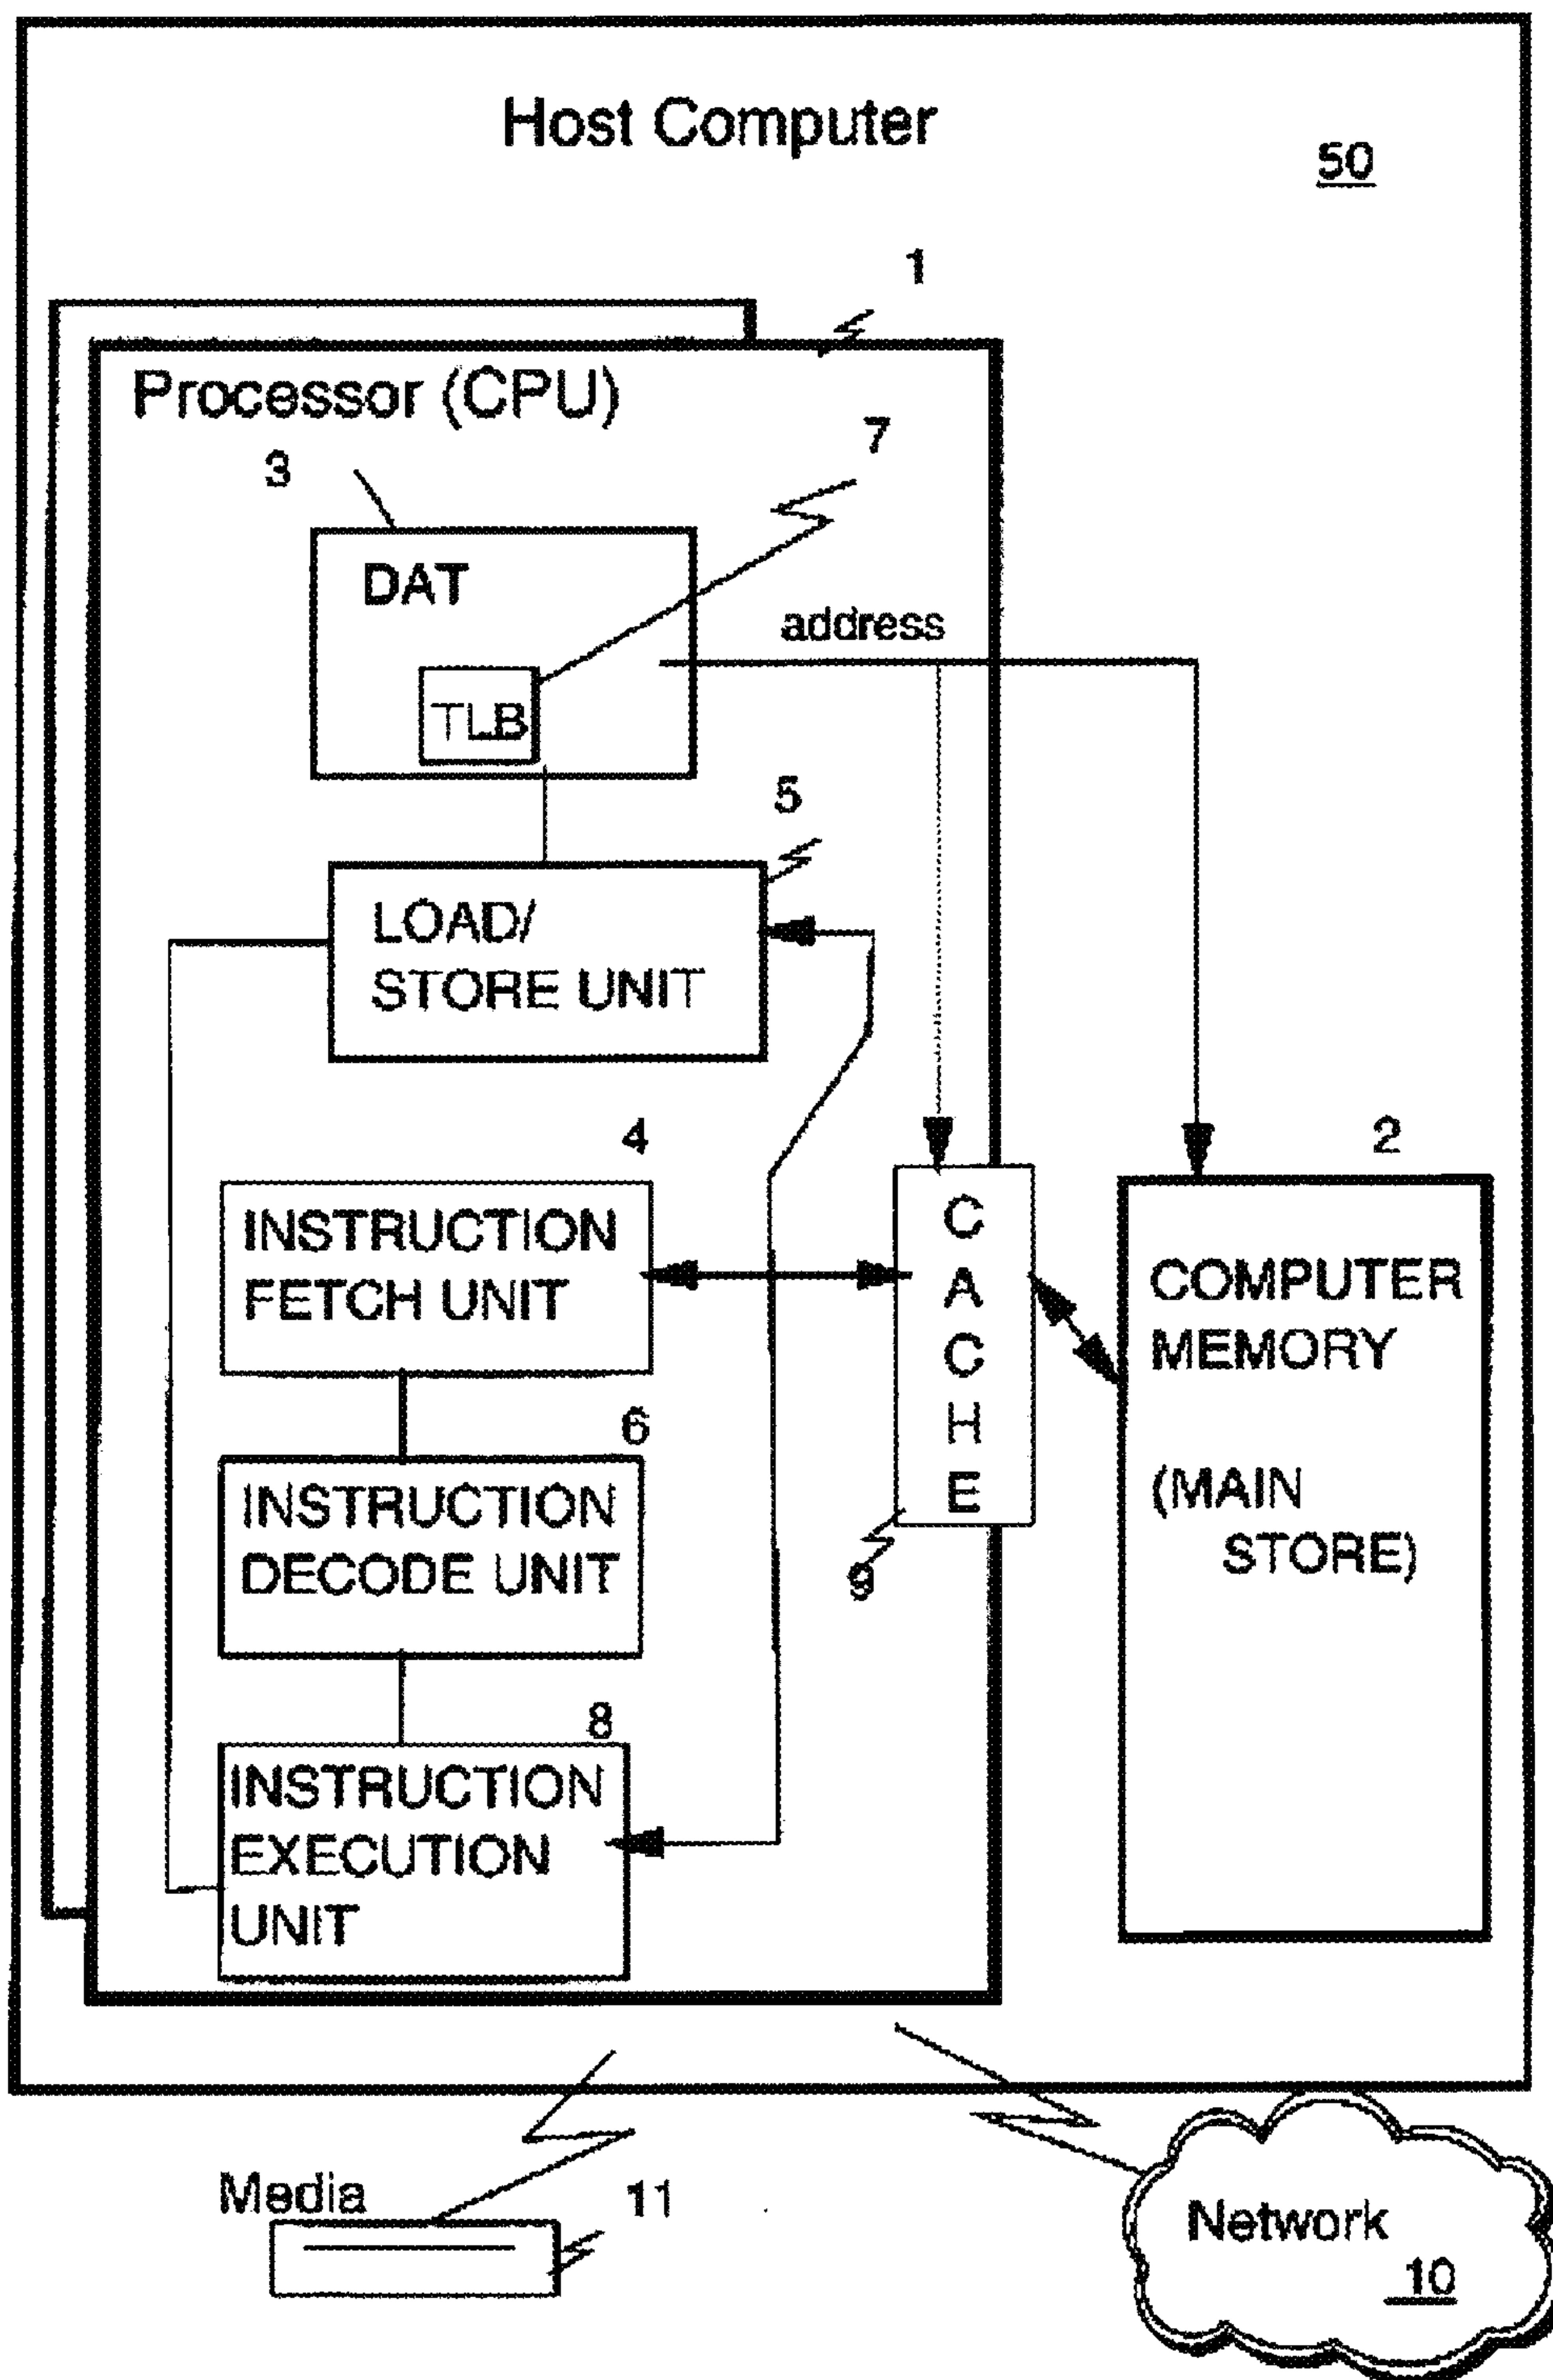 Host Computer
50
1
Processor (CPU)
7
3
DAT
address
TLB
5
LOAD/
STORE UNIT
4
2
INSTRUCTION
FETCH UNIT
C
A
C
H
E
COMPUTER
MEMORY
(MAIN
STORE)
6
INSTRUCTION
DECODE UNIT
9
8
INSTRUCTION
EXECUTION
UNIT
Media
11
Network
10